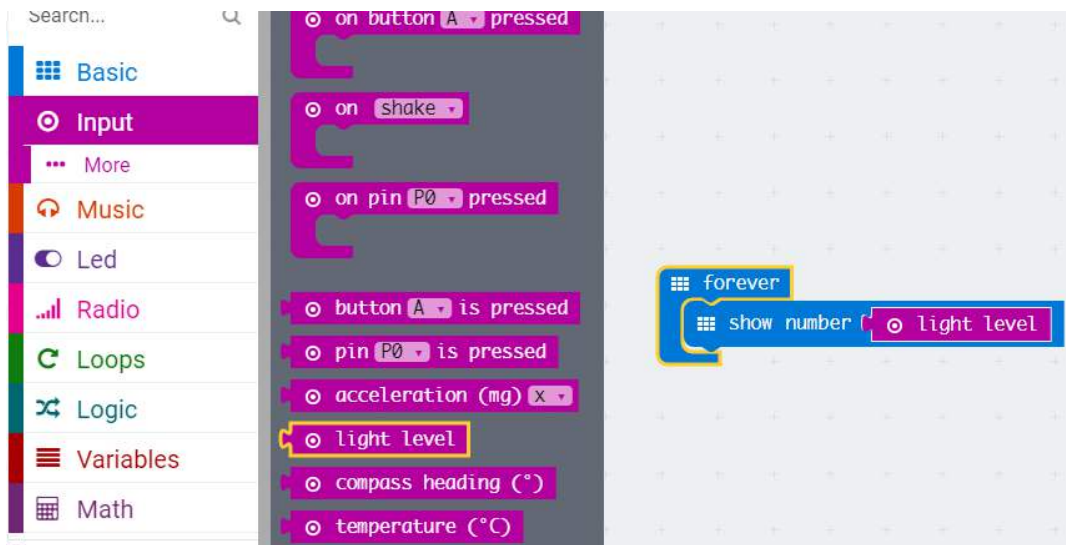 Search...
Basic
Input
More
Music
Led
Radio
Loops
Logic
Variables
Math
on button A pressed
on shake
on pin P0 pressed
button A is pressed
pin P0 is pressed
acceleration (mg) x
light level
compass heading (°)
temperature (°C)
forever
show number light level